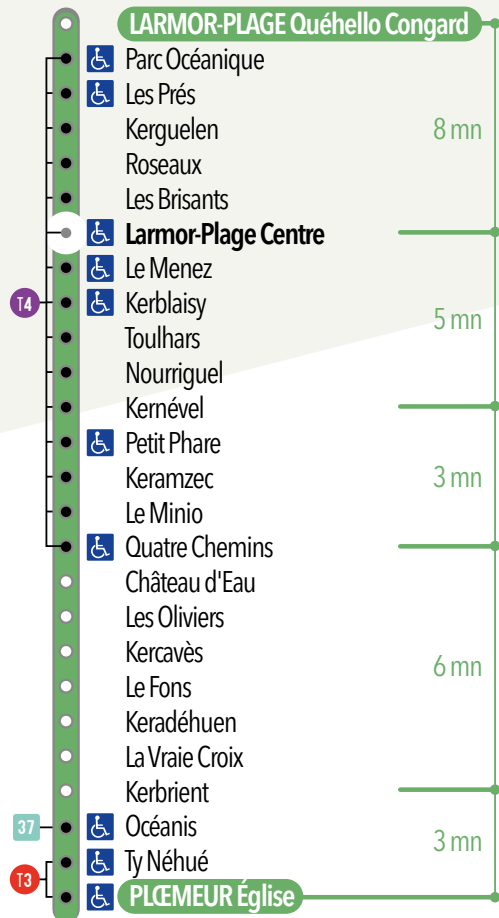 LARMOR-PLAGE Quéhello Congard
Parc Océanique
Les Prés
Kerguelen
8 mn
Roseaux
Les Brisants
Larmor-Plage Centre
Le Menez
T4
Kerblaisy
5 mn
Toulhars
Nourriguel
Kernével
Petit Phare
Keramzec
3 mn
Le Minio
Quatre Chemins
Château d'Eau
Les Oliviers
Kercavès
6 mn
Le Fons
Keradéhuen
La Vraie Croix
Kerbrient
37
Océanis
3 mn
Ty Néhué
T3
PLŒMEUR Église